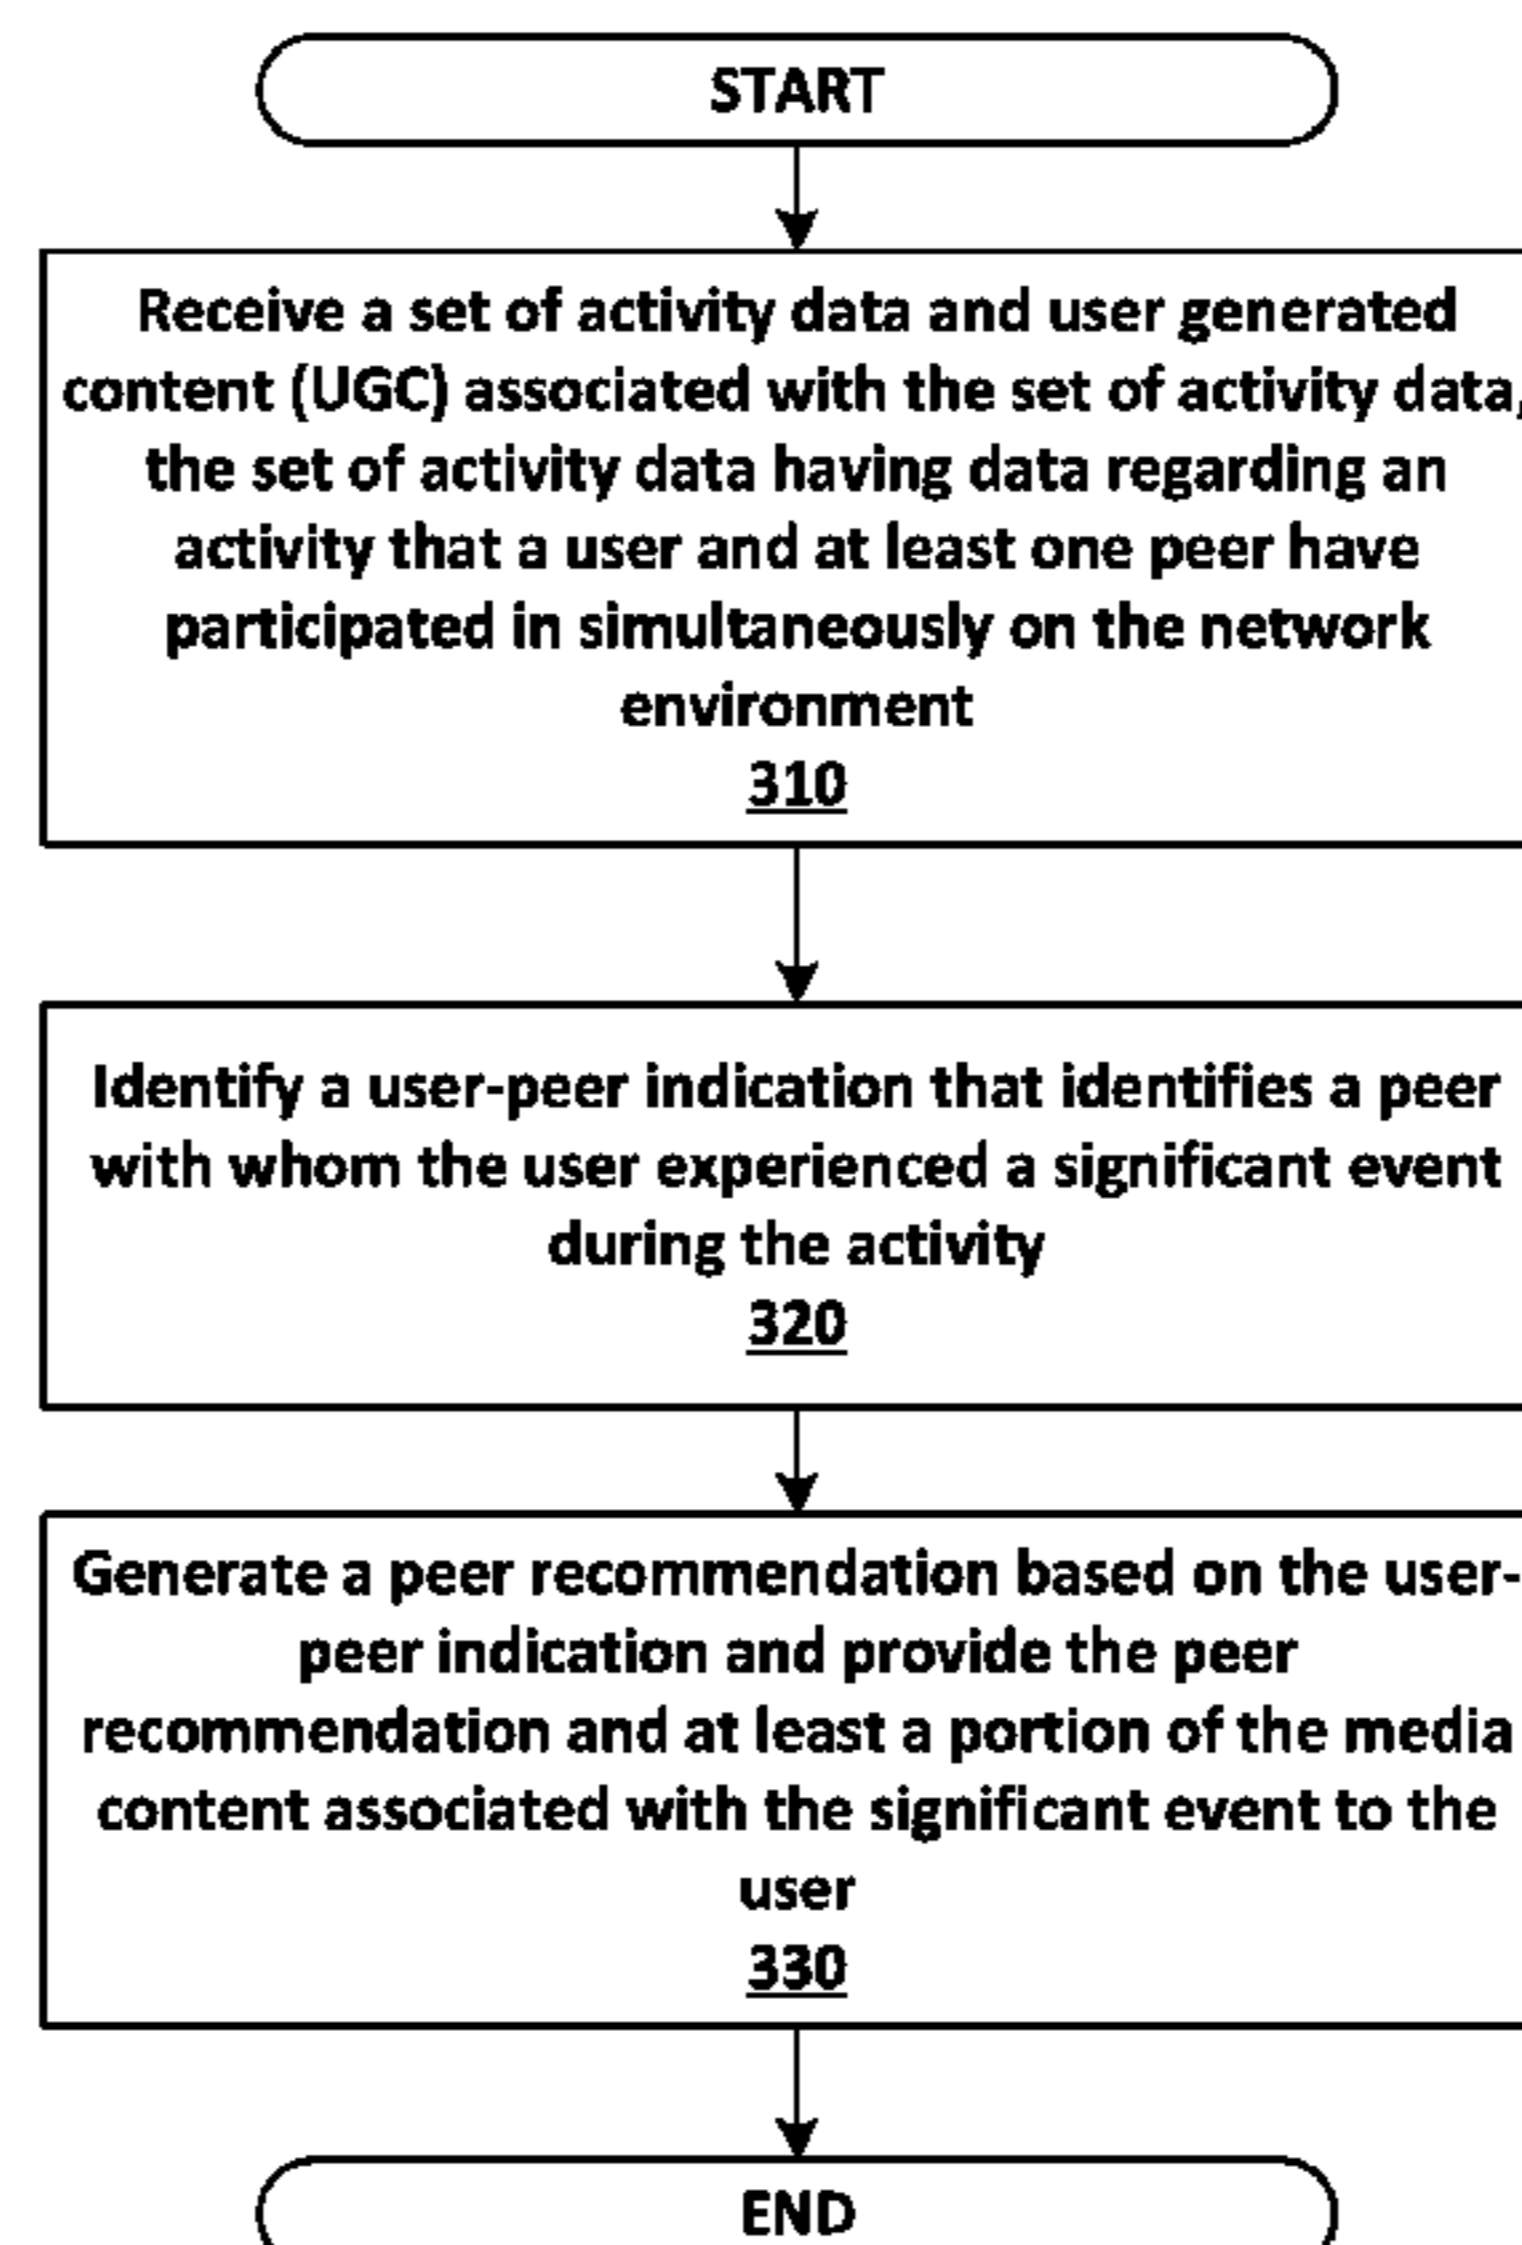 START
Receive a set of activity data and user generated
content (UGC) associated with the set of activity data,
the set of activity data having data regarding an
activity that a user and at least one peer have
participated in simultaneously on the network
environment
310
Identify a user-peer indication that identifies a peer
with whom the user experienced a significant event
during the activity
320
Generate a peer recommendation based on the user-
peer indication and provide the peer
recommendation and at least a portion of the media
content associated with the significant event to the
user
330
END